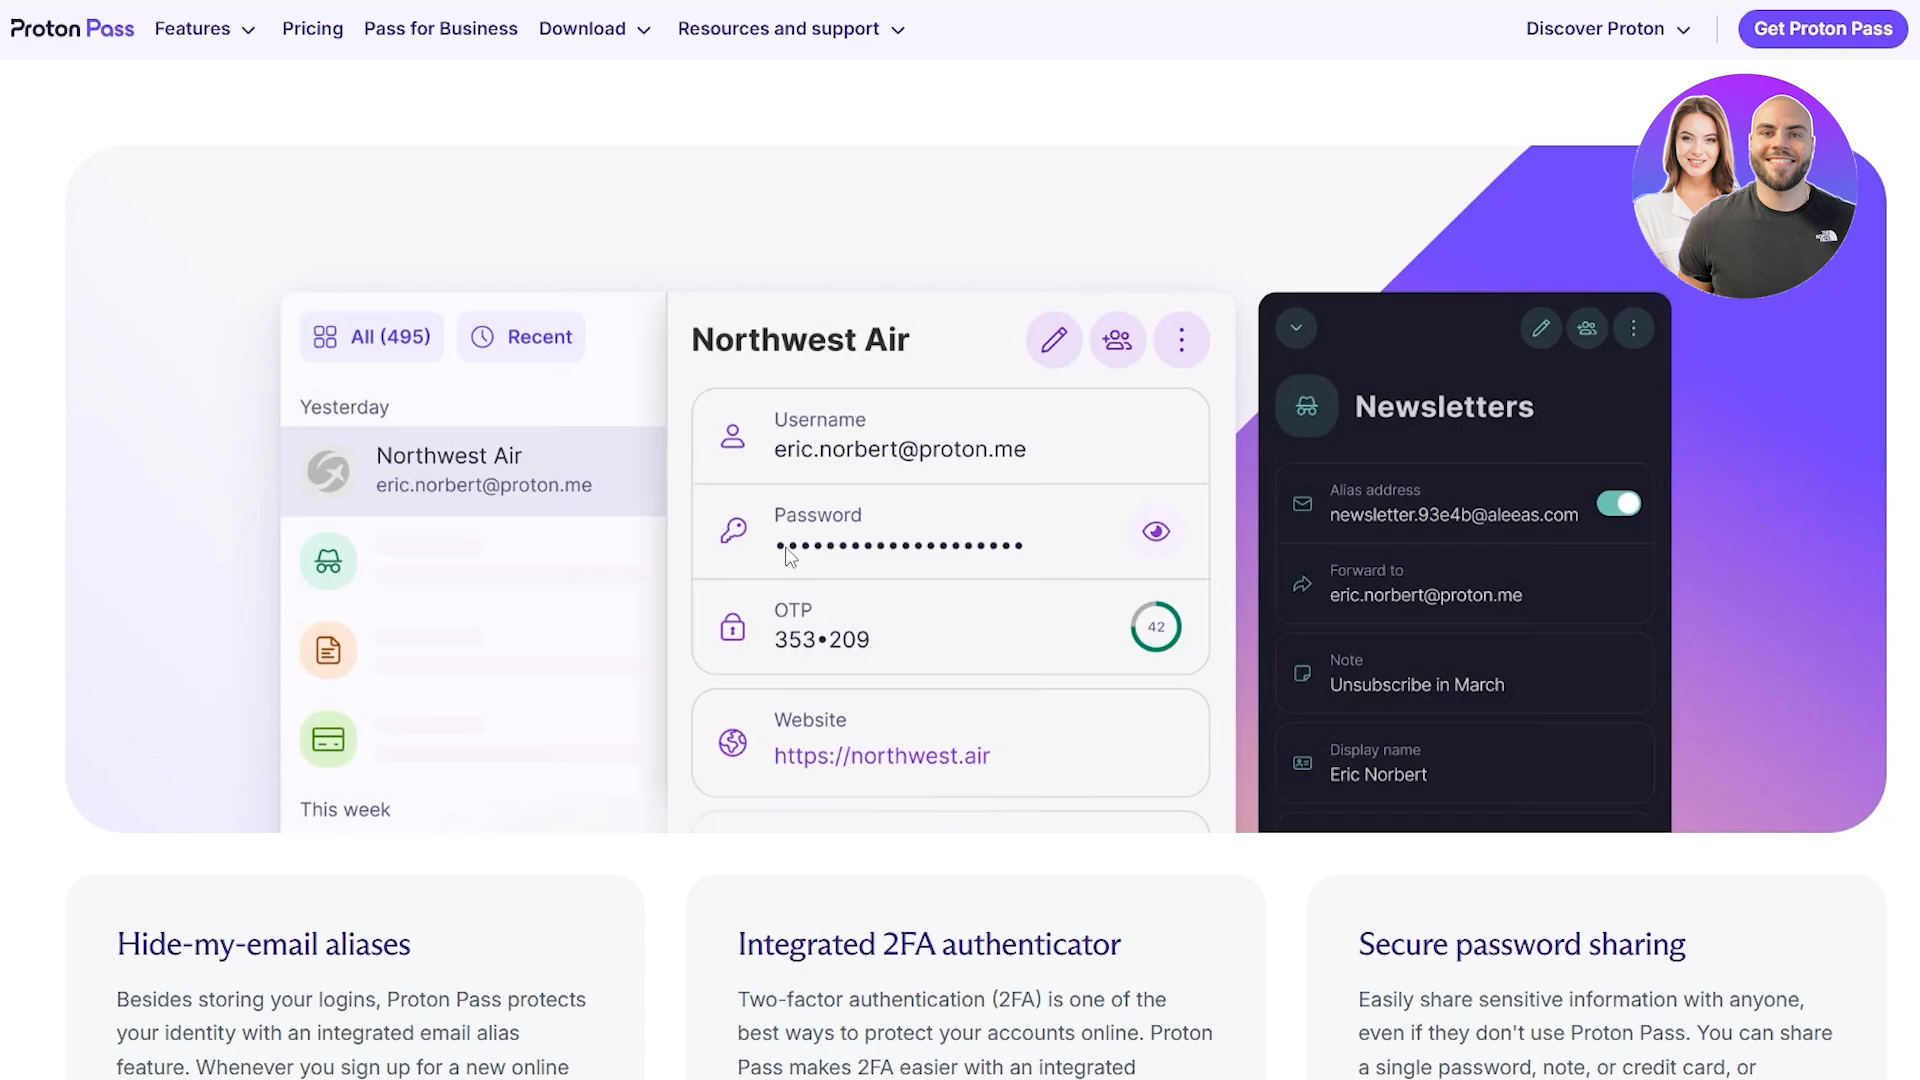 Proton Pass
Features
Pricing
Pass for Business
Download
Resources and support
Discover Proton
Get Proton Pass
All (495)
Recent
Yesterday
Northwest Air
eric.norbert@proton.me
This week
Northwest Air
Username
eric.norbert@proton.me
Password
••••••••••••••••••••
OTP
353•209
42
Website
https://northwest.air
Newsletters
Alias address
newsletter.93e4b@aleeas.com
Forward to
eric.norbert@proton.me
Note
Unsubscribe in March
Display name
Eric Norbert
Hide-my-email aliases
Besides storing your logins, Proton Pass protects
your identity with an integrated email alias
feature. Whenever you sign up for a new online
Integrated 2FA authenticator
Two-factor authentication (2FA) is one of the
best ways to protect your accounts online. Proton
Pass makes 2FA easier with an integrated
Secure password sharing
Easily share sensitive information with anyone,
even if they don't use Proton Pass. You can share
a single password, note, or credit card, or